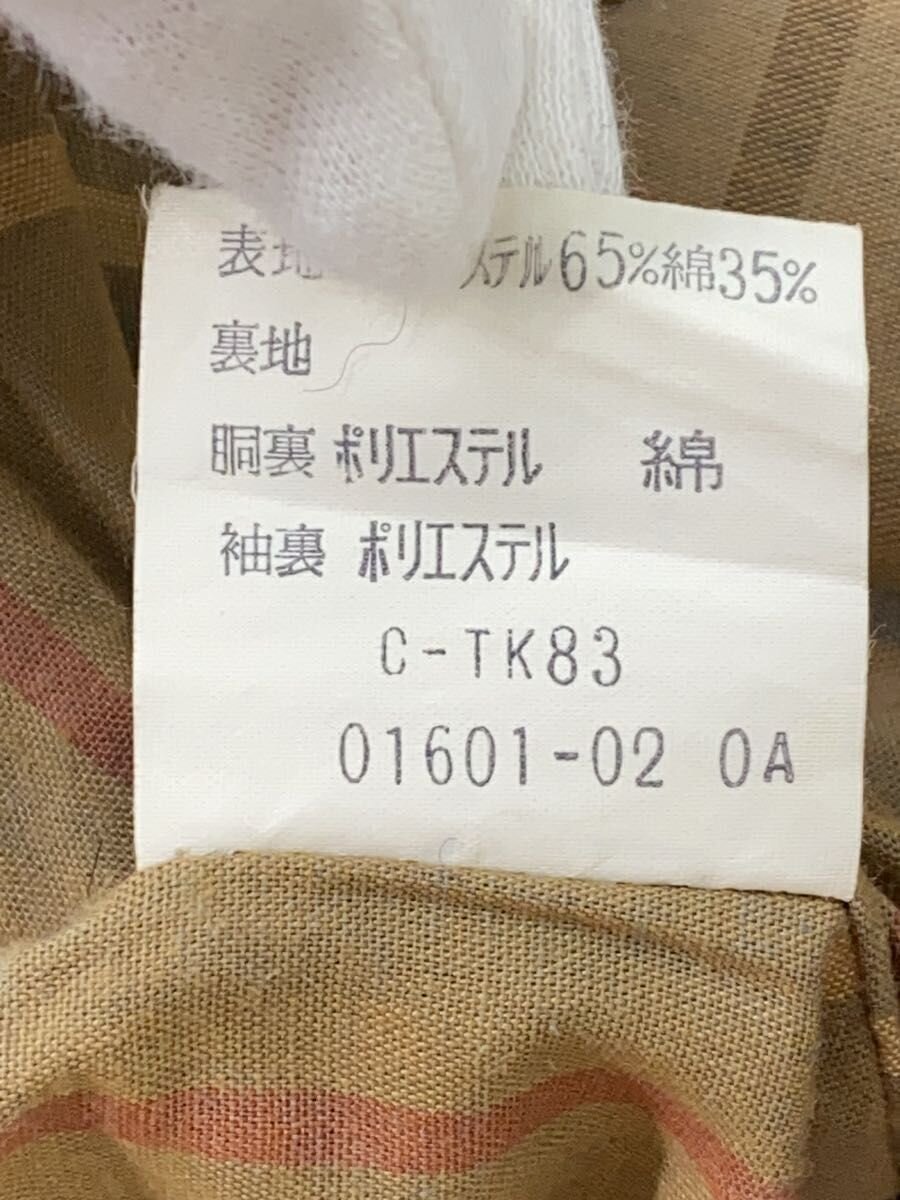 表地 ステル65%綿35%
裏地
胴裏 ポリエステル 綿
袖裏 ポリエステル
C-TK83
01601-02 0A